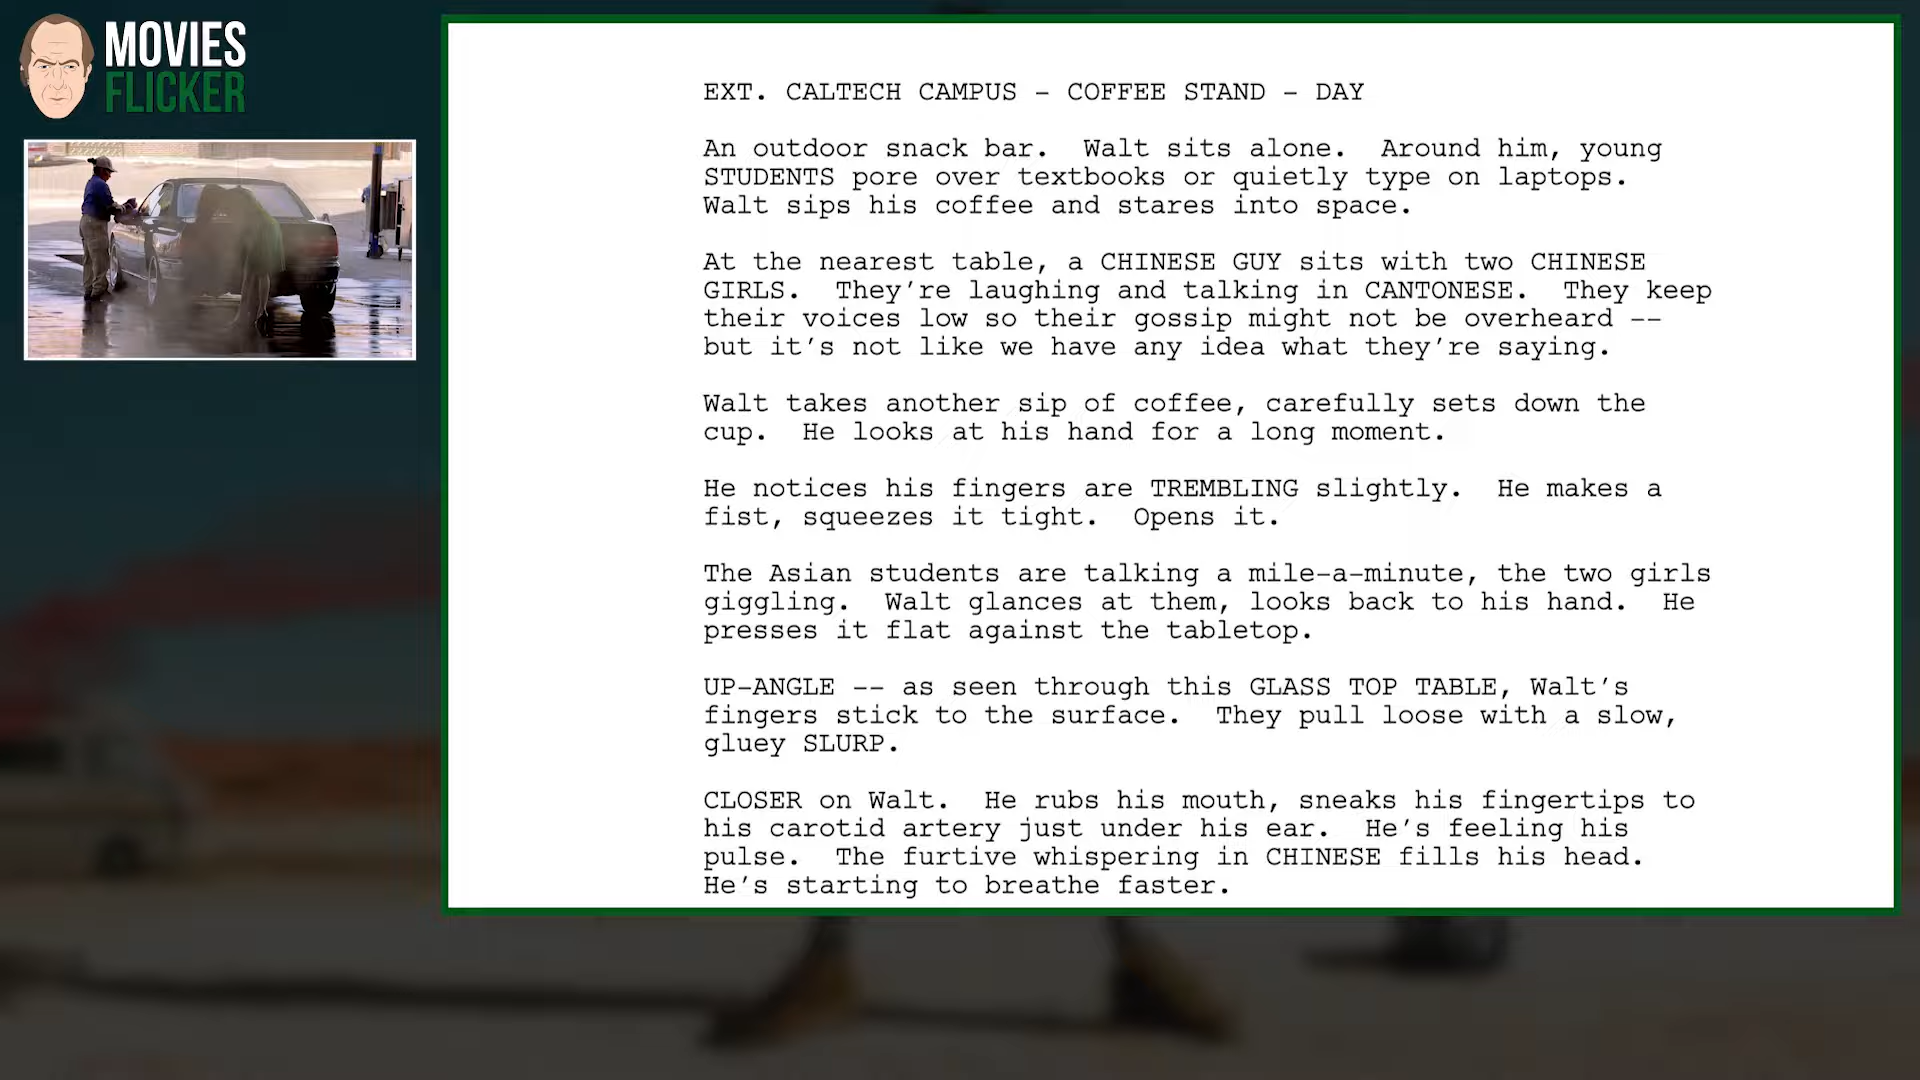 MOVIES
FLICKER
EXT. CALTECH CAMPUS - COFFEE STAND - DAY
An outdoor snack bar.  Walt sits alone.  Around him, young
STUDENTS pore over textbooks or quietly type on laptops.
Walt sips his coffee and stares into space.
At the nearest table, a CHINESE GUY sits with two CHINESE
GIRLS.  They're laughing and talking in CANTONESE.  They keep
their voices low so their gossip might not be overheard --
but it's not like we have any idea what they're saying.
Walt takes another sip of coffee, carefully sets down the
cup.  He looks at his hand for a long moment.
He notices his fingers are TREMBLING slightly.  He makes a
fist, squeezes it tight.  Opens it.
The Asian students are talking a mile-a-minute, the two girls
giggling.  Walt glances at them, looks back to his hand.  He
presses it flat against the tabletop.
UP-ANGLE -- as seen through this GLASS TOP TABLE, Walt's
fingers stick to the surface.  They pull loose with a slow,
gluey SLURP.
CLOSER on Walt.  He rubs his mouth, sneaks his fingertips to
his carotid artery just under his ear.  He's feeling his
pulse.  The furtive whispering in CHINESE fills his head.
He's starting to breathe faster.